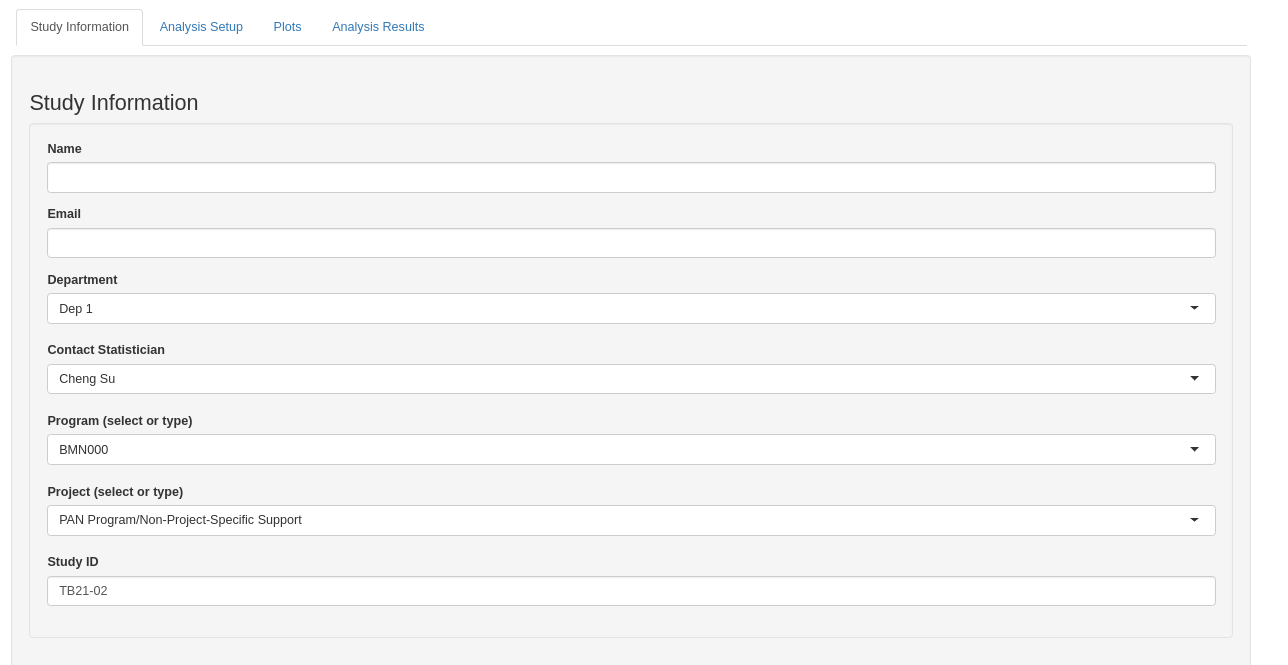 Study Information Analysis Setup Plots Analysis Results
Study Information
Name
Email
Department
Dep 1
Contact Statistician
Cheng Su
Program (select or type)
BMN000
Project (select or type)
PAN Program/Non-Project-Specific Support
Study ID
TB21-02